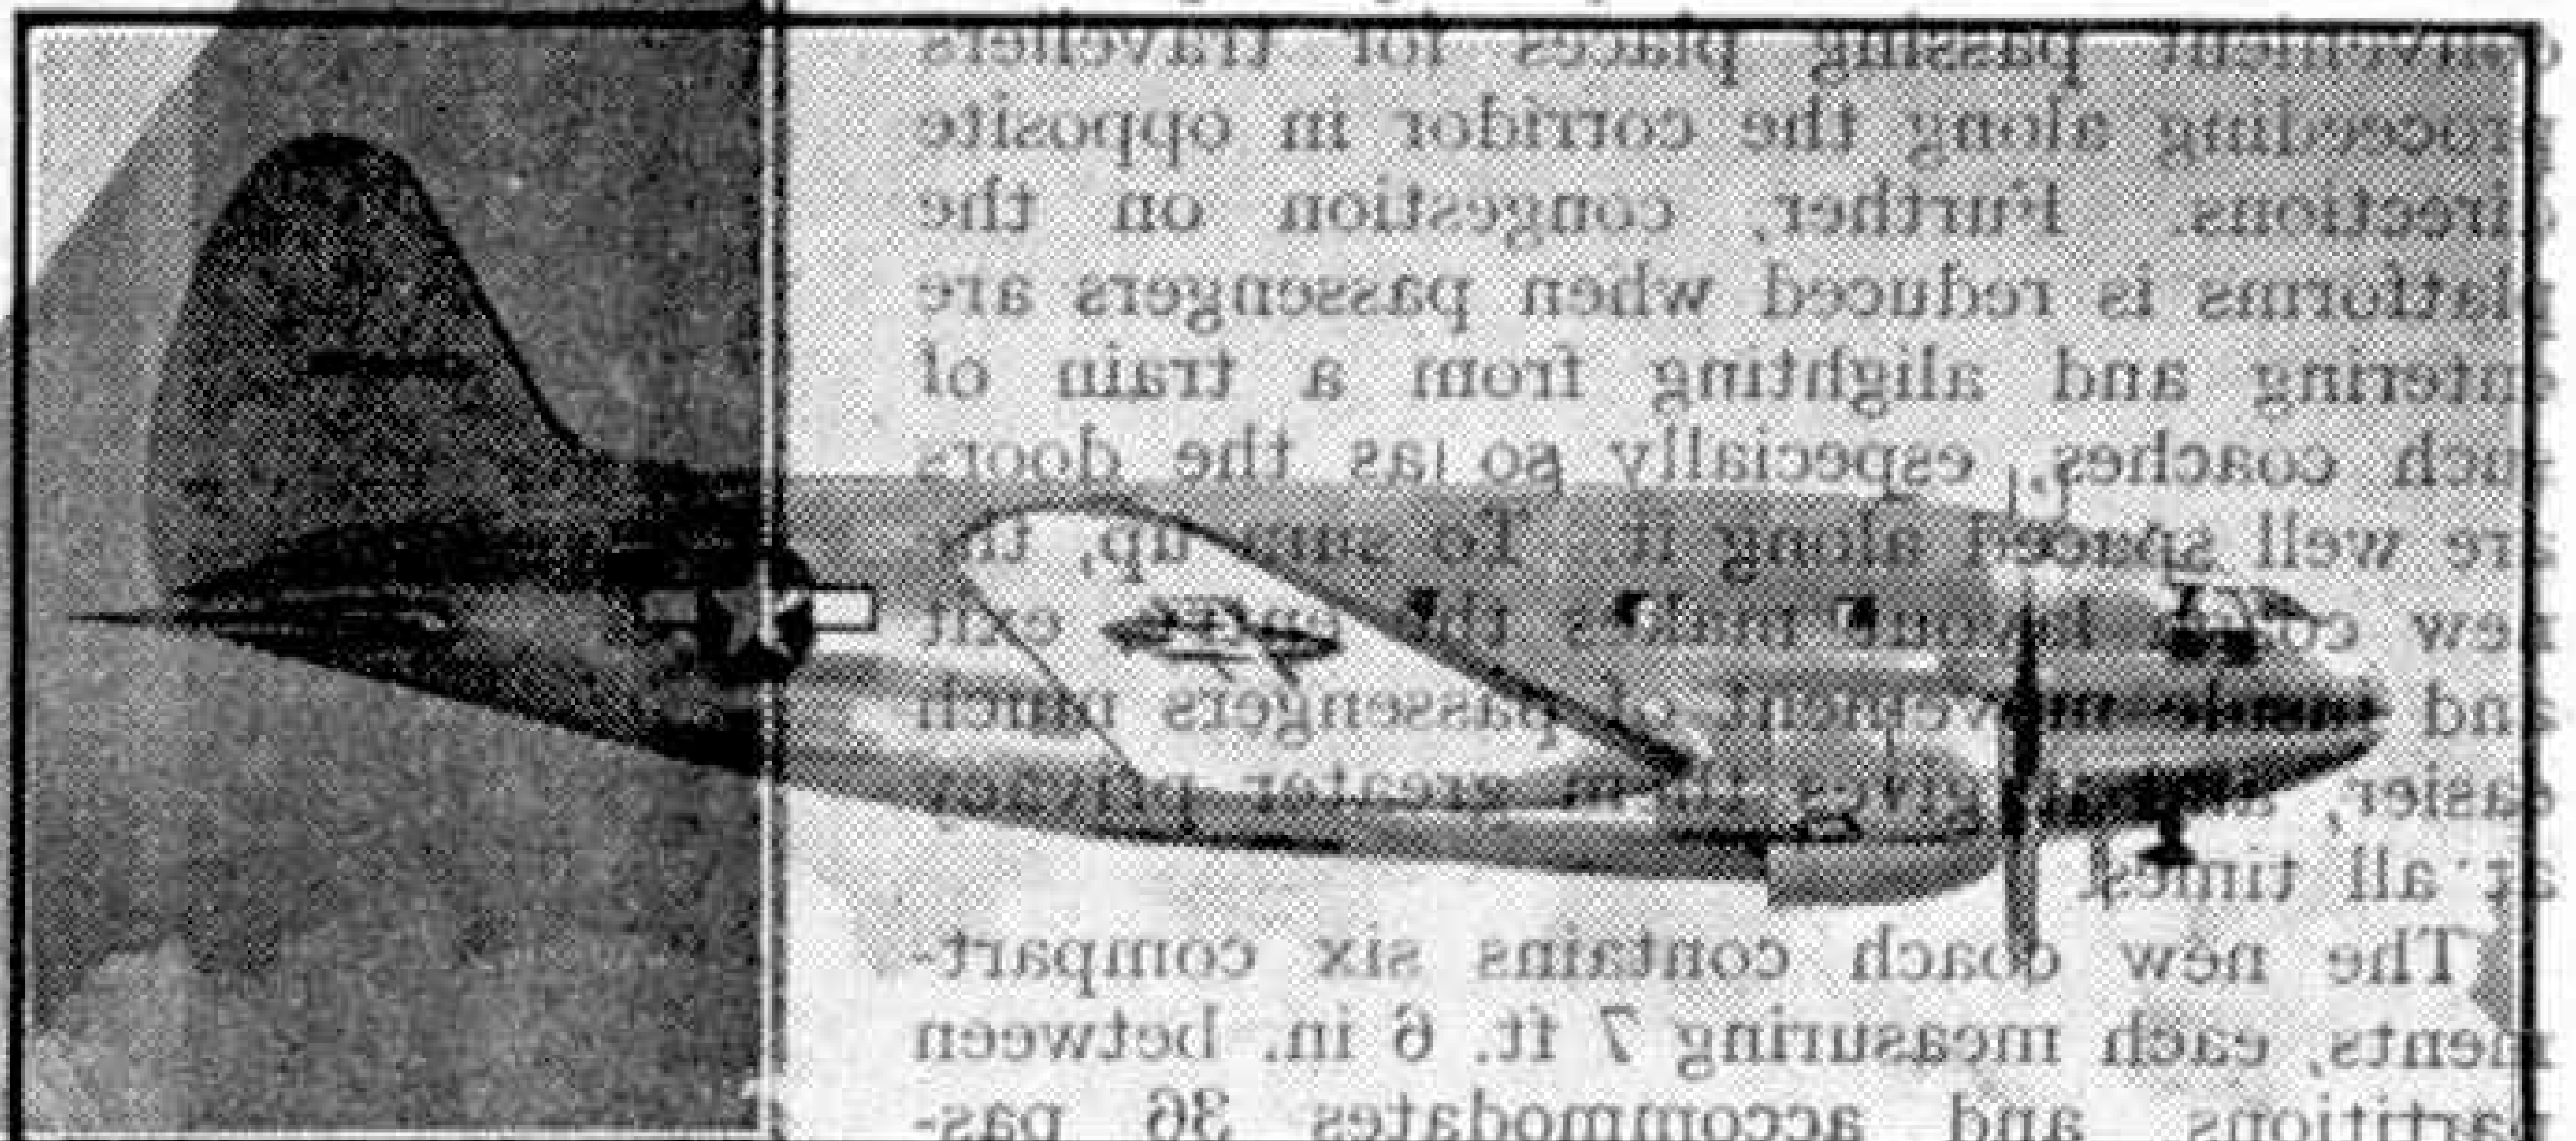 convenient passing places for travellers
proceeding along the corridor in opposite
directions. Further, congestion on the
platforms is reduced when passengers are
entering and alighting from a train of
such coaches, especially so as the doors
are well spaced along it. To sum up, the
new makes the exit
and inside movement of passengers much
easier, gives them greater privacy
at all times.
The new coach contains six compart-
ments, each measuring 7 ft. 6 in. between
partitions and accommodates 36 pas-